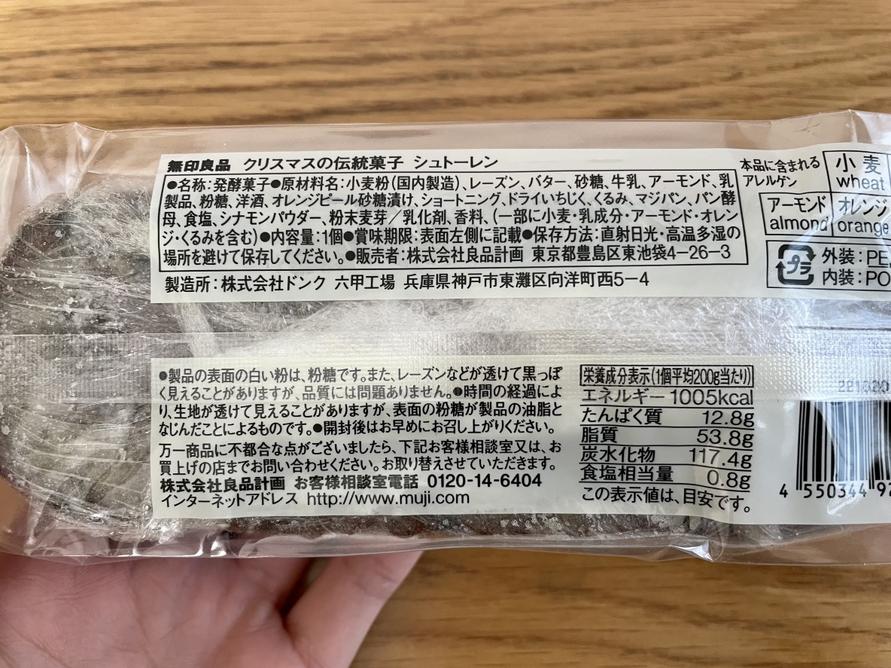 無印良品 クリスマスの伝統菓子 シュトーレン
●名称:発酵菓子●原材料名:小麦粉(国内製造)、レーズン、バター、砂糖、牛乳、アーモンド、乳
製品、粉糖、洋酒、オレンジピール砂糖漬け、ショートニング、ドライいちじく、くるみ、マジパン、パン酵
母、食塩、シナモンパウダー、粉末麦芽/乳化剤、香料、(一部に小麦・乳成分・アーモンド・オレン
ジ・くるみを含む)●内容量:1個●賞味期限:表面左側に記載●保存方法:直射日光・高温多湿の
場所を避けて保存してください。●販売者:株式会社良品計画 東京都豊島区東池袋4-26-3
製造所:株式会社ドンク 六甲工場 兵庫県神戸市東灘区向洋町西5-4
本品に含まれる
アレルゲン
小麦
wheat
アーモンド
almond
オレンジ
orange
プラ
外装:PE
内装:PO
●製品の表面の白い粉は、粉糖です。また、レーズンなどが透けて黒っぽ
く見えることがありますが、品質には問題ありません。●時間の経過によ
り、生地が透けて見えることがありますが、表面の粉糖が製品の油脂と
なじんだことによるものです。●開封後はお早めにお召し上がりください。
万一商品に不都合な点がございましたら、下記お客様相談室又は、お
買上げの店までお問い合わせください。お取り替えさせていただきます。
株式会社良品計画 お客様相談室電話 0120-14-6404
インターネットアドレス http://www.muji.com
栄養成分表示(1個平均200g当たり)
エネルギー 1005kcal
たんぱく質 12.8g
脂質 53.8g
炭水化物 117.4g
食塩相当量 0.8g
この表示値は、目安です。
4 550344 97